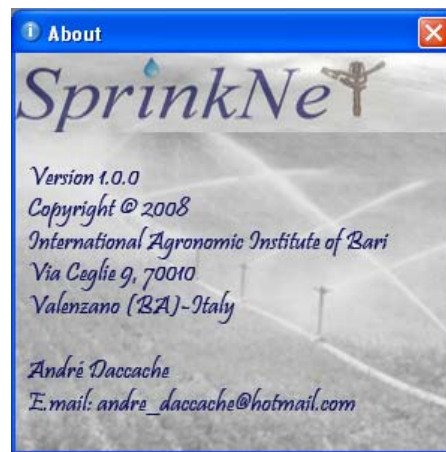 About
SprinkNet
Version 1.0.0
Copyright © 2008
International Agronomic Institute of Bari
Via Ceglie 9, 70010
Valenzano (BA)-Italy
André Daccache
E.mail: andre_daccache@hotmail.com